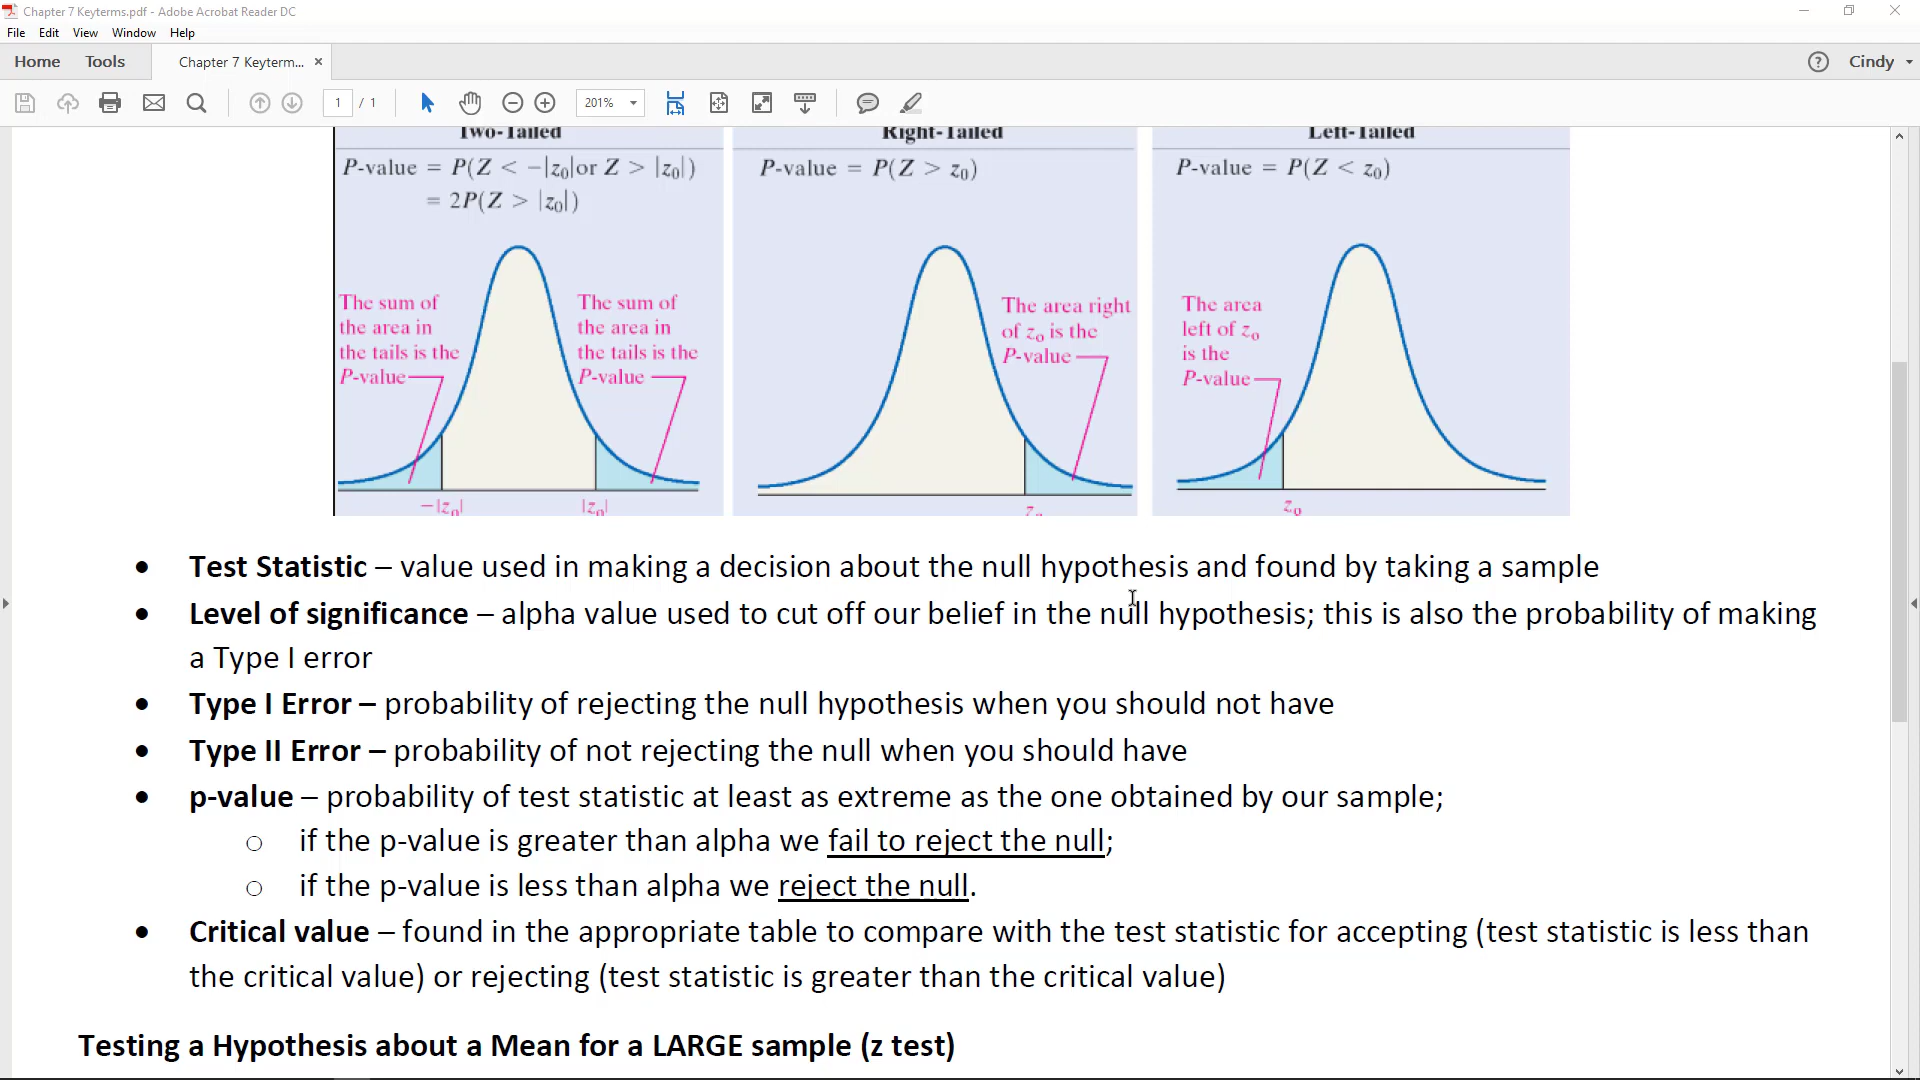 Chapter 7 Keyterms.pdf - Adobe Acrobat Reader DC
File Edit View Window Help
Home Tools Chapter 7 Keyterm... × ? Cindy
1 / 1 201%
Two-Tailed Right-Tailed Left-Tailed
P-value = P(Z < −|z₀| or Z > |z₀|) P-value = P(Z > z₀) P-value = P(Z < z₀)
= 2P(Z > |z₀|)
The sum of
the area in
the tails is the
P-value
The sum of
the area in
the tails is the
P-value
−|z₀| |z₀|
The area right
of z₀ is the
P-value
z₀
The area
left of z₀
is the
P-value
z₀
• Test Statistic – value used in making a decision about the null hypothesis and found by taking a sample
• Level of significance – alpha value used to cut off our belief in the null hypothesis; this is also the probability of making
a Type I error
• Type I Error – probability of rejecting the null hypothesis when you should not have
• Type II Error – probability of not rejecting the null when you should have
• p-value – probability of test statistic at least as extreme as the one obtained by our sample;
○ if the p-value is greater than alpha we fail to reject the null;
○ if the p-value is less than alpha we reject the null.
• Critical value – found in the appropriate table to compare with the test statistic for accepting (test statistic is less than
the critical value) or rejecting (test statistic is greater than the critical value)
Testing a Hypothesis about a Mean for a LARGE sample (z test)